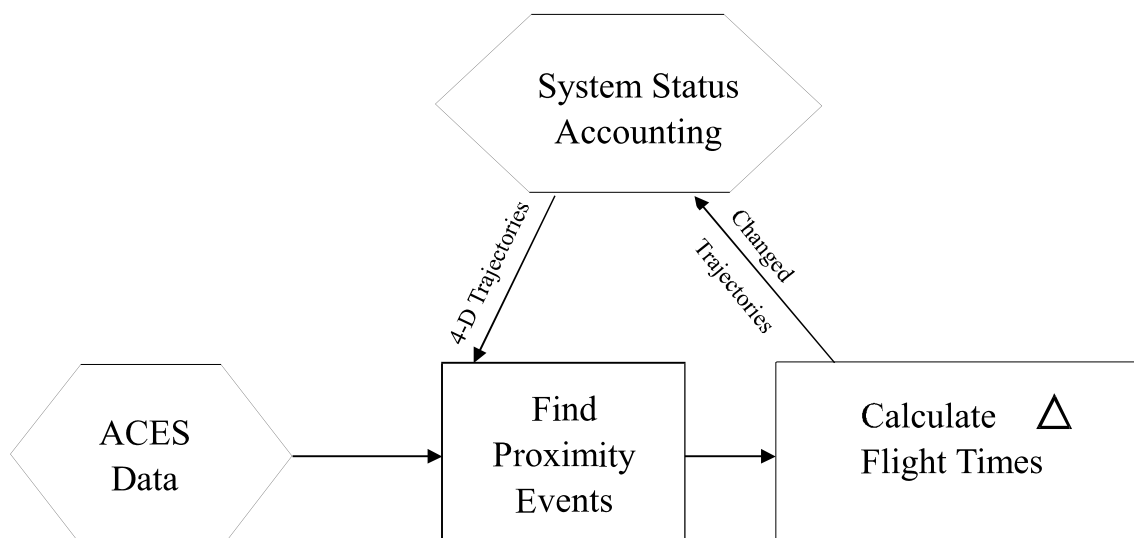 System Status
Accounting
4-D Trajectories
Changed
Trajectories
ACES
Data
Find
Proximity
Events
Calculate Δ
Flight Times